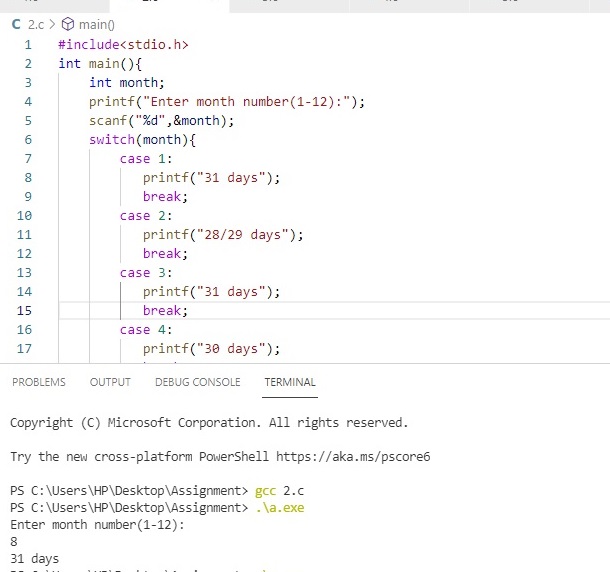 C 2.c > main()
1 #include<stdio.h>
2 int main(){
3 int month;
4 printf("Enter month number(1-12):");
5 scanf("%d",&month);
6 switch(month){
7 case 1:
8 printf("31 days");
9 break;
10 case 2:
11 printf("28/29 days");
12 break;
13 case 3:
14 printf("31 days");
15 break;
16 case 4:
17 printf("30 days");
PROBLEMS OUTPUT DEBUG CONSOLE TERMINAL
Copyright (C) Microsoft Corporation. All rights reserved.
Try the new cross-platform PowerShell https://aka.ms/pscore6
PS C:\Users\HP\Desktop\Assignment> gcc 2.c
PS C:\Users\HP\Desktop\Assignment> .\a.exe
Enter month number(1-12):
8
31 days